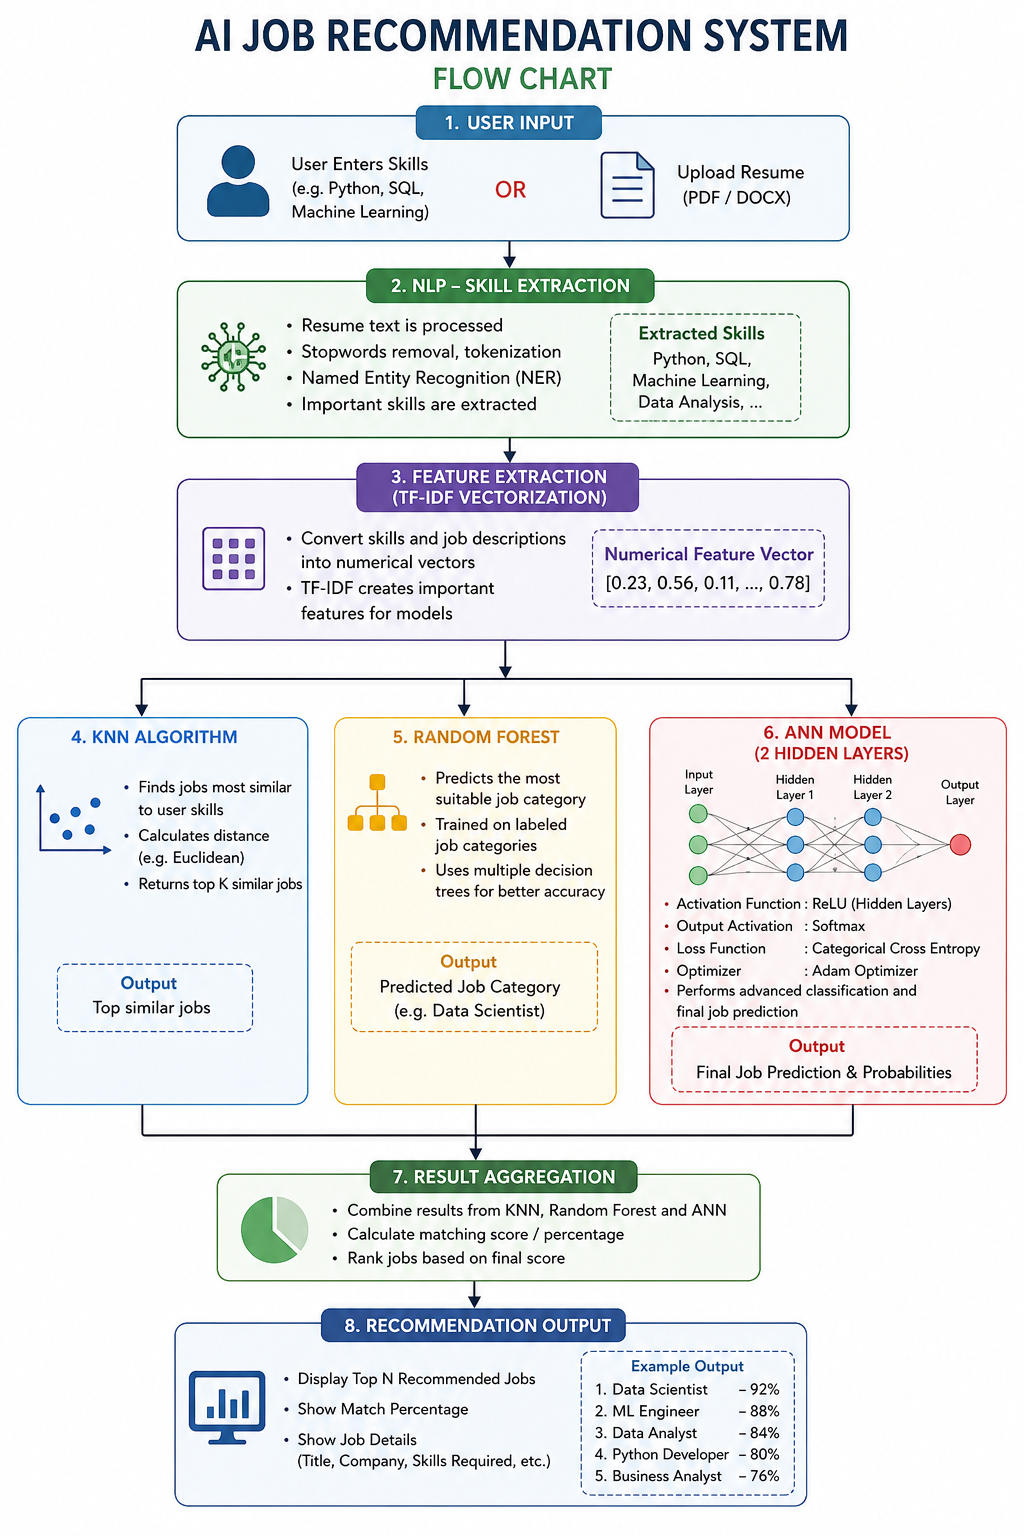 AI JOB RECOMMENDATION SYSTEM
FLOW CHART
1. USER INPUT
User Enters Skills
(e.g. Python, SQL,
Machine Learning)
OR
Upload Resume
(PDF / DOCX)
2. NLP – SKILL EXTRACTION
• Resume text is processed
• Stopwords removal, tokenization
• Named Entity Recognition (NER)
• Important skills are extracted
Extracted Skills
Python, SQL,
Machine Learning,
Data Analysis, ...
3. FEATURE EXTRACTION
(TF-IDF VECTORIZATION)
• Convert skills and job descriptions
into numerical vectors
• TF-IDF creates important
features for models
Numerical Feature Vector
[0.23, 0.56, 0.11, ..., 0.78]
4. KNN ALGORITHM
• Finds jobs most similar
to user skills
• Calculates distance
(e.g. Euclidean)
• Returns top K similar jobs
Output
Top similar jobs
5. RANDOM FOREST
• Predicts the most
suitable job category
• Trained on labeled
job categories
• Uses multiple decision
trees for better accuracy
Output
Predicted Job Category
(e.g. Data Scientist)
6. ANN MODEL
(2 HIDDEN LAYERS)
Input
Layer
Hidden
Layer 1
Hidden
Layer 2
Output
Layer
• Activation Function : ReLU (Hidden Layers)
• Output Activation : Softmax
• Loss Function : Categorical Cross Entropy
• Optimizer : Adam Optimizer
• Performs advanced classification and
final job prediction
Output
Final Job Prediction & Probabilities
7. RESULT AGGREGATION
• Combine results from KNN, Random Forest and ANN
• Calculate matching score / percentage
• Rank jobs based on final score
8. RECOMMENDATION OUTPUT
• Display Top N Recommended Jobs
• Show Match Percentage
• Show Job Details
(Title, Company, Skills Required, etc.)
Example Output
1. Data Scientist – 92%
2. ML Engineer – 88%
3. Data Analyst – 84%
4. Python Developer – 80%
5. Business Analyst – 76%